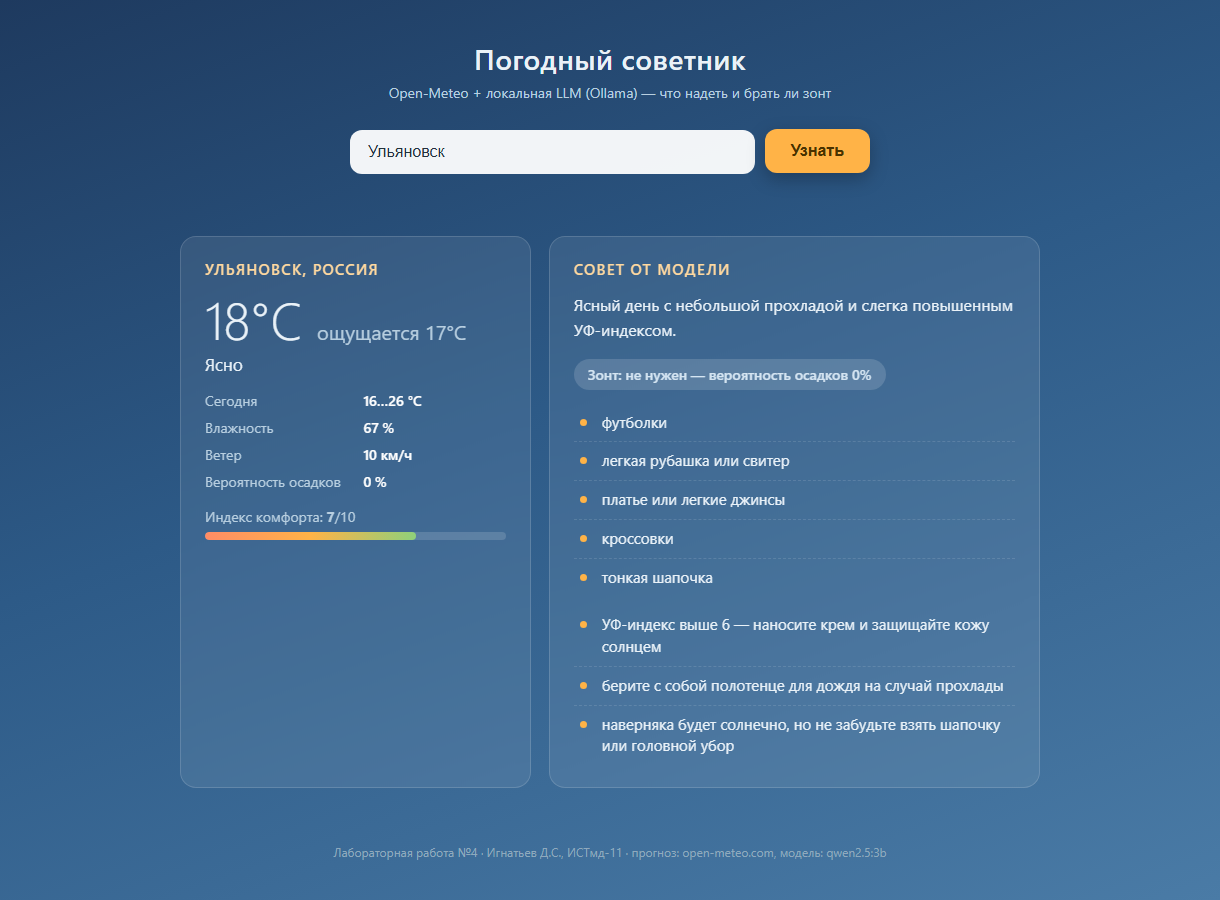 Погодный советник
Open-Meteo + локальная LLM (Ollama) — что надеть и брать ли зонт
Ульяновск
Узнать
УЛЬЯНОВСК, РОССИЯ
18°C ощущается 17°C
Ясно
Сегодня 16…26 °C
Влажность 67 %
Ветер 10 км/ч
Вероятность осадков 0 %
Индекс комфорта: 7/10
СОВЕТ ОТ МОДЕЛИ
Ясный день с небольшой прохладой и слегка повышенным
УФ-индексом.
Зонт: не нужен — вероятность осадков 0%
футболки
легкая рубашка или свитер
платье или легкие джинсы
кроссовки
тонкая шапочка
УФ-индекс выше 6 — наносите крем и защищайте кожу
солнцем
берите с собой полотенце для дождя на случай прохлады
наверняка будет солнечно, но не забудьте взять шапочку
или головной убор
Лабораторная работа №4 · Игнатьев Д.С., ИСТмд-11 · прогноз: open-meteo.com, модель: qwen2.5:3b